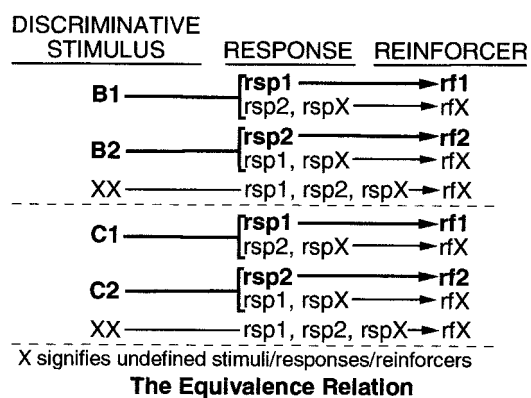 DISCRIMINATIVE
STIMULUS RESPONSE REINFORCER
rsp1 rf1
B1
rsp2, rspX rfX
rsp2 rf2
B2
rsp1, rspX rfX
XX rsp1, rsp2, rspX rfX
rsp1 rf1
C1
rsp2, rspX rfX
rsp2 rf2
C2
rsp1, rspX rfX
XX rsp1, rsp2, rspX rfX
X signifies undefined stimuli/responses/reinforcers
The Equivalence Relation